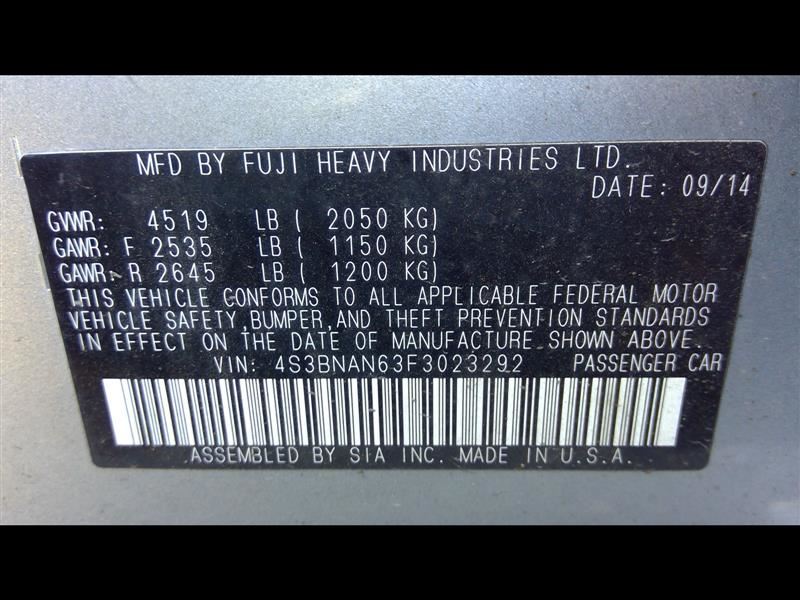 MFD BY FUJI HEAVY INDUSTRIES LTD.
DATE: 09/14
GVWR: 4519 LB ( 2050 KG)
GAWR: F 2535 LB ( 1150 KG)
GAWR: R 2645 LB ( 1200 KG)
THIS VEHICLE CONFORMS TO ALL APPLICABLE FEDERAL MOTOR
VEHICLE SAFETY,BUMPER,AND THEFT PREVENTION STANDARDS
IN EFFECT ON THE DATE OF MANUFACTURE SHOWN ABOVE.
VIN: 4S3BNAN63F3023292 PASSENGER CAR
ASSEMBLED BY SIA INC. MADE IN U.S.A.